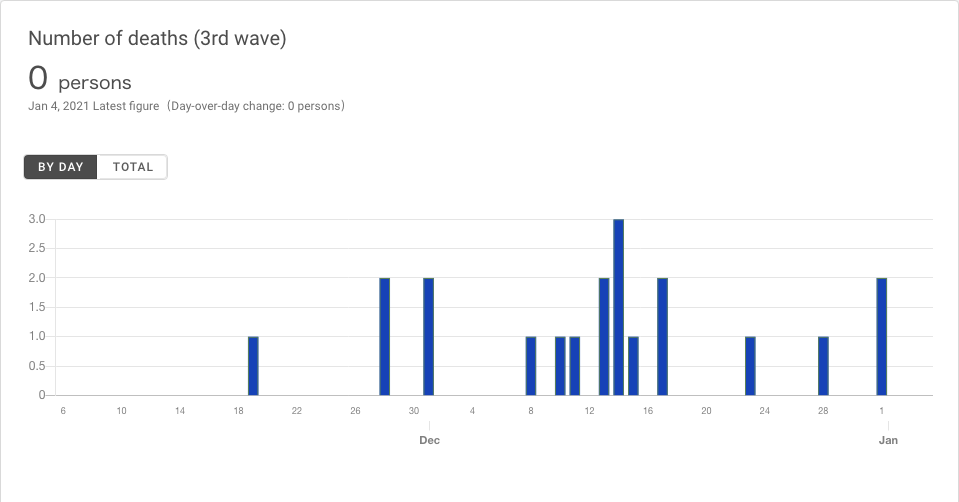 Number of deaths (3rd wave)
0 persons
Jan 4, 2021 Latest figure（Day-over-day change: 0 persons）
BY DAY TOTAL
3.0
2.5
2.0
1.5
1.0
0.5
0
6 10 14 18 22 26 30 4 8 12 16 20 24 28 1
Dec Jan